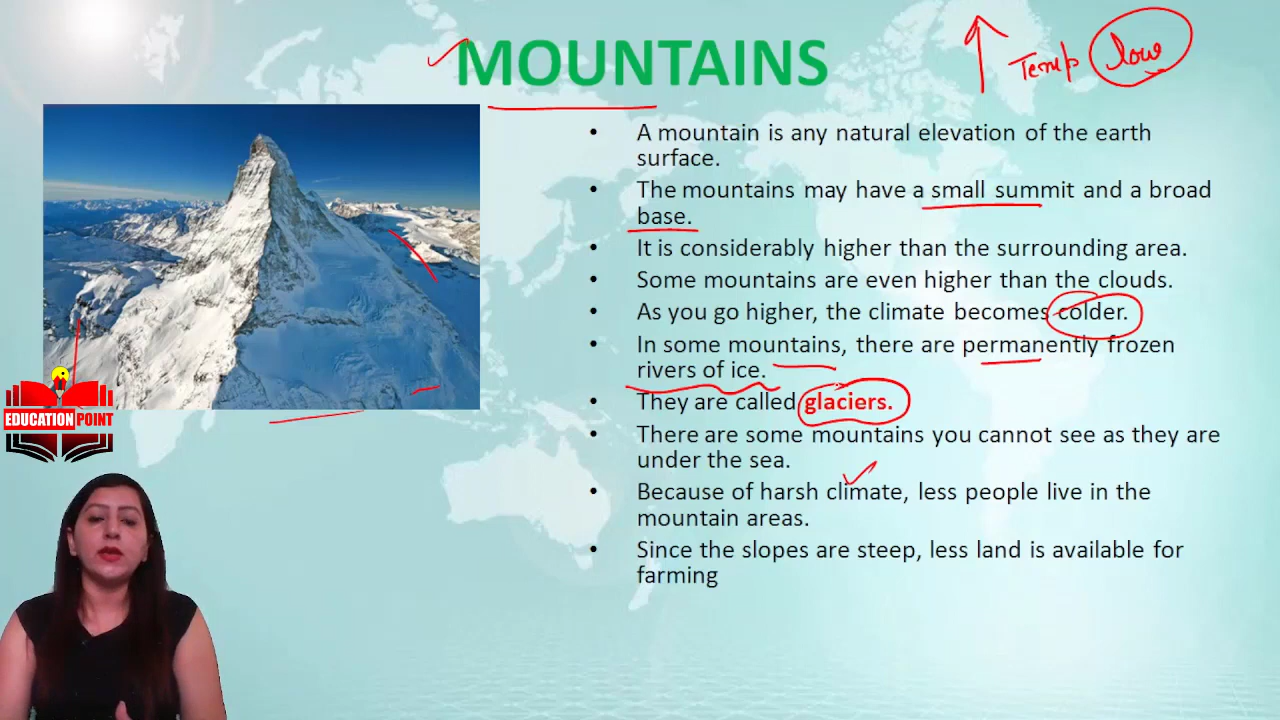 MOUNTAINS
Temp low
• A mountain is any natural elevation of the earth
surface.
• The mountains may have a small summit and a broad
base.
• It is considerably higher than the surrounding area.
• Some mountains are even higher than the clouds.
• As you go higher, the climate becomes colder.
• In some mountains, there are permanently frozen
rivers of ice.
• They are called glaciers.
• There are some mountains you cannot see as they are
under the sea.
• Because of harsh climate, less people live in the
mountain areas.
• Since the slopes are steep, less land is available for
farming
EDUCATION POINT